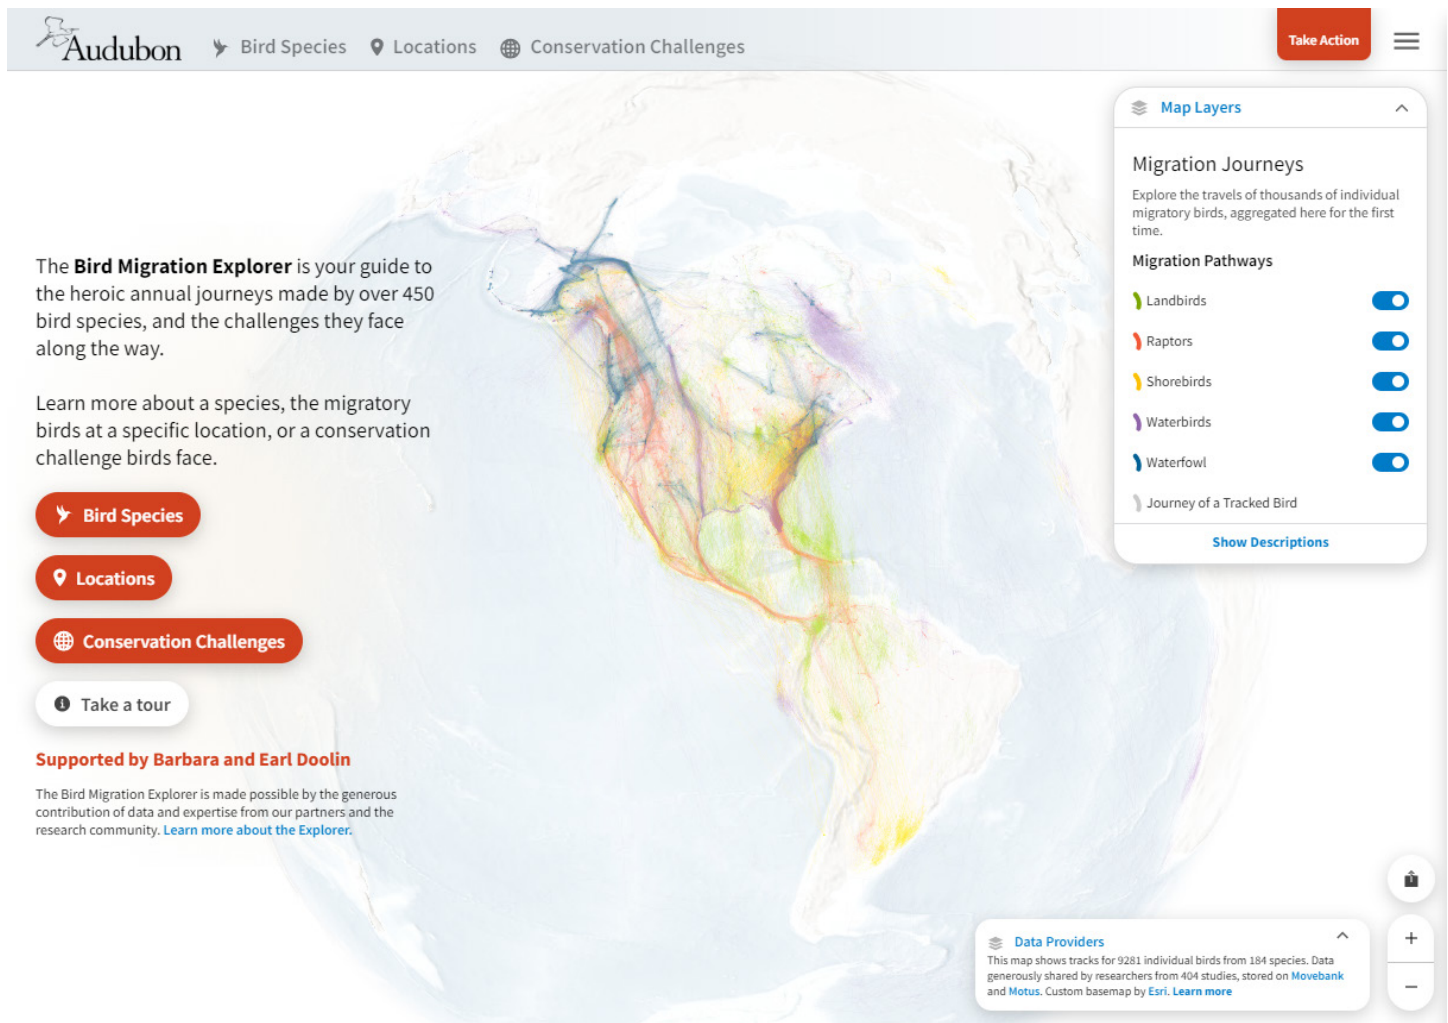 Audubon
Bird Species
Locations
Conservation Challenges
Take Action
The Bird Migration Explorer is your guide to
the heroic annual journeys made by over 450
bird species, and the challenges they face
along the way.
Learn more about a species, the migratory
birds at a specific location, or a conservation
challenge birds face.
Bird Species
Locations
Conservation Challenges
Take a tour
Supported by Barbara and Earl Doolin
The Bird Migration Explorer is made possible by the generous
contribution of data and expertise from our partners and the
research community. Learn more about the Explorer.
Map Layers
Migration Journeys
Explore the travels of thousands of individual
migratory birds, aggregated here for the first
time.
Migration Pathways
Landbirds
Raptors
Shorebirds
Waterbirds
Waterfowl
Journey of a Tracked Bird
Show Descriptions
Data Providers
This map shows tracks for 9281 individual birds from 184 species. Data
generously shared by researchers from 404 studies, stored on Movebank
and Motus. Custom basemap by Esri. Learn more
+
−